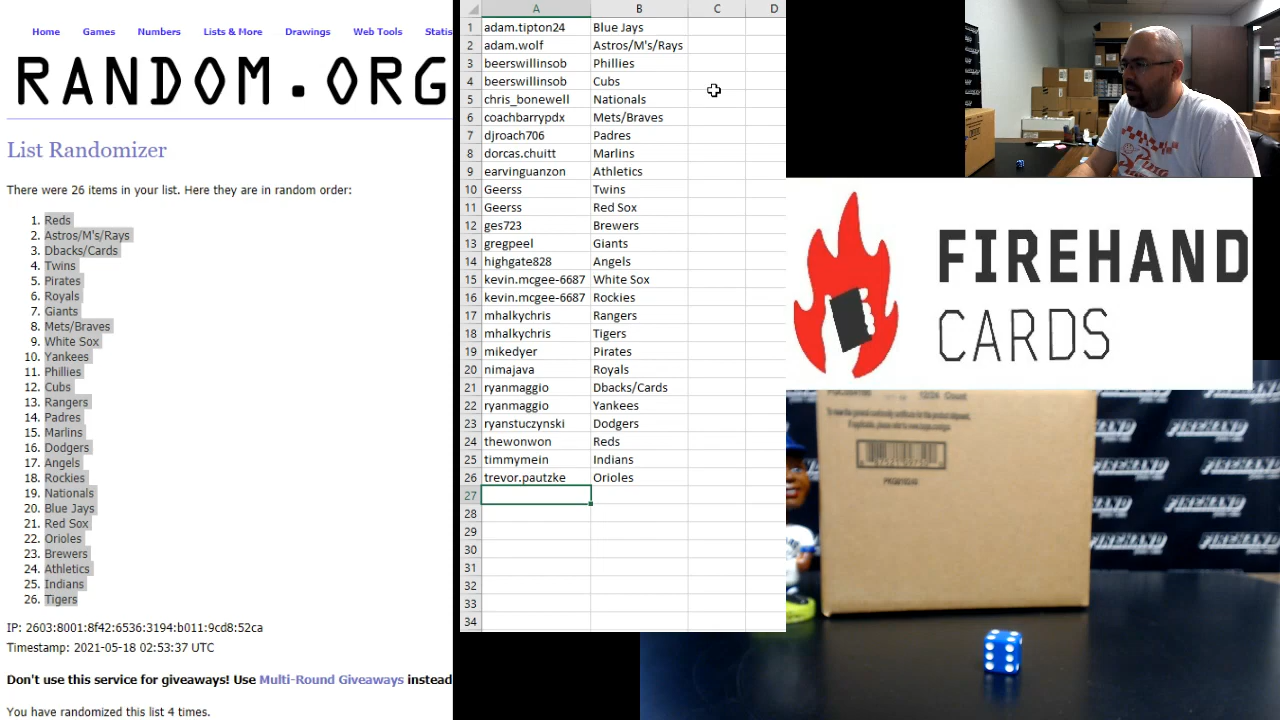 Home Games Numbers Lists & More Drawings Web Tools Statis
RANDOM.ORG
List Randomizer
There were 26 items in your list. Here they are in random order:
1. Reds
2. Astros/M's/Rays
3. Dbacks/Cards
4. Twins
5. Pirates
6. Royals
7. Giants
8. Mets/Braves
9. White Sox
10. Yankees
11. Phillies
12. Cubs
13. Rangers
14. Padres
15. Marlins
16. Dodgers
17. Angels
18. Rockies
19. Nationals
20. Blue Jays
21. Red Sox
22. Orioles
23. Brewers
24. Athletics
25. Indians
26. Tigers
IP: 2603:8001:8f42:6536:3194:b011:9cd8:52ca
Timestamp: 2021-05-18 02:53:37 UTC
Don't use this service for giveaways! Use Multi-Round Giveaways instead
You have randomized this list 4 times.
A B C D
1 adam.tipton24 Blue Jays
2 adam.wolf Astros/M's/Rays
3 beerswillinsob Phillies
4 beerswillinsob Cubs
5 chris_bonewell Nationals
6 coachbarrypdx Mets/Braves
7 djroach706 Padres
8 dorcas.chuitt Marlins
9 earvinguanzon Athletics
10 Geerss Twins
11 Geerss Red Sox
12 ges723 Brewers
13 gregpeel Giants
14 highgate828 Angels
15 kevin.mcgee-6687 White Sox
16 kevin.mcgee-6687 Rockies
17 mhalkychris Rangers
18 mhalkychris Tigers
19 mikedyer Pirates
20 nimajava Royals
21 ryanmaggio Dbacks/Cards
22 ryanmaggio Yankees
23 ryanstuczynski Dodgers
24 thewonwon Reds
25 timmymein Indians
26 trevor.pautzke Orioles
27
28
29
30
31
32
33
34
FIREHAND
CARDS
FIREHAND
FIREHAND
FIREHAND